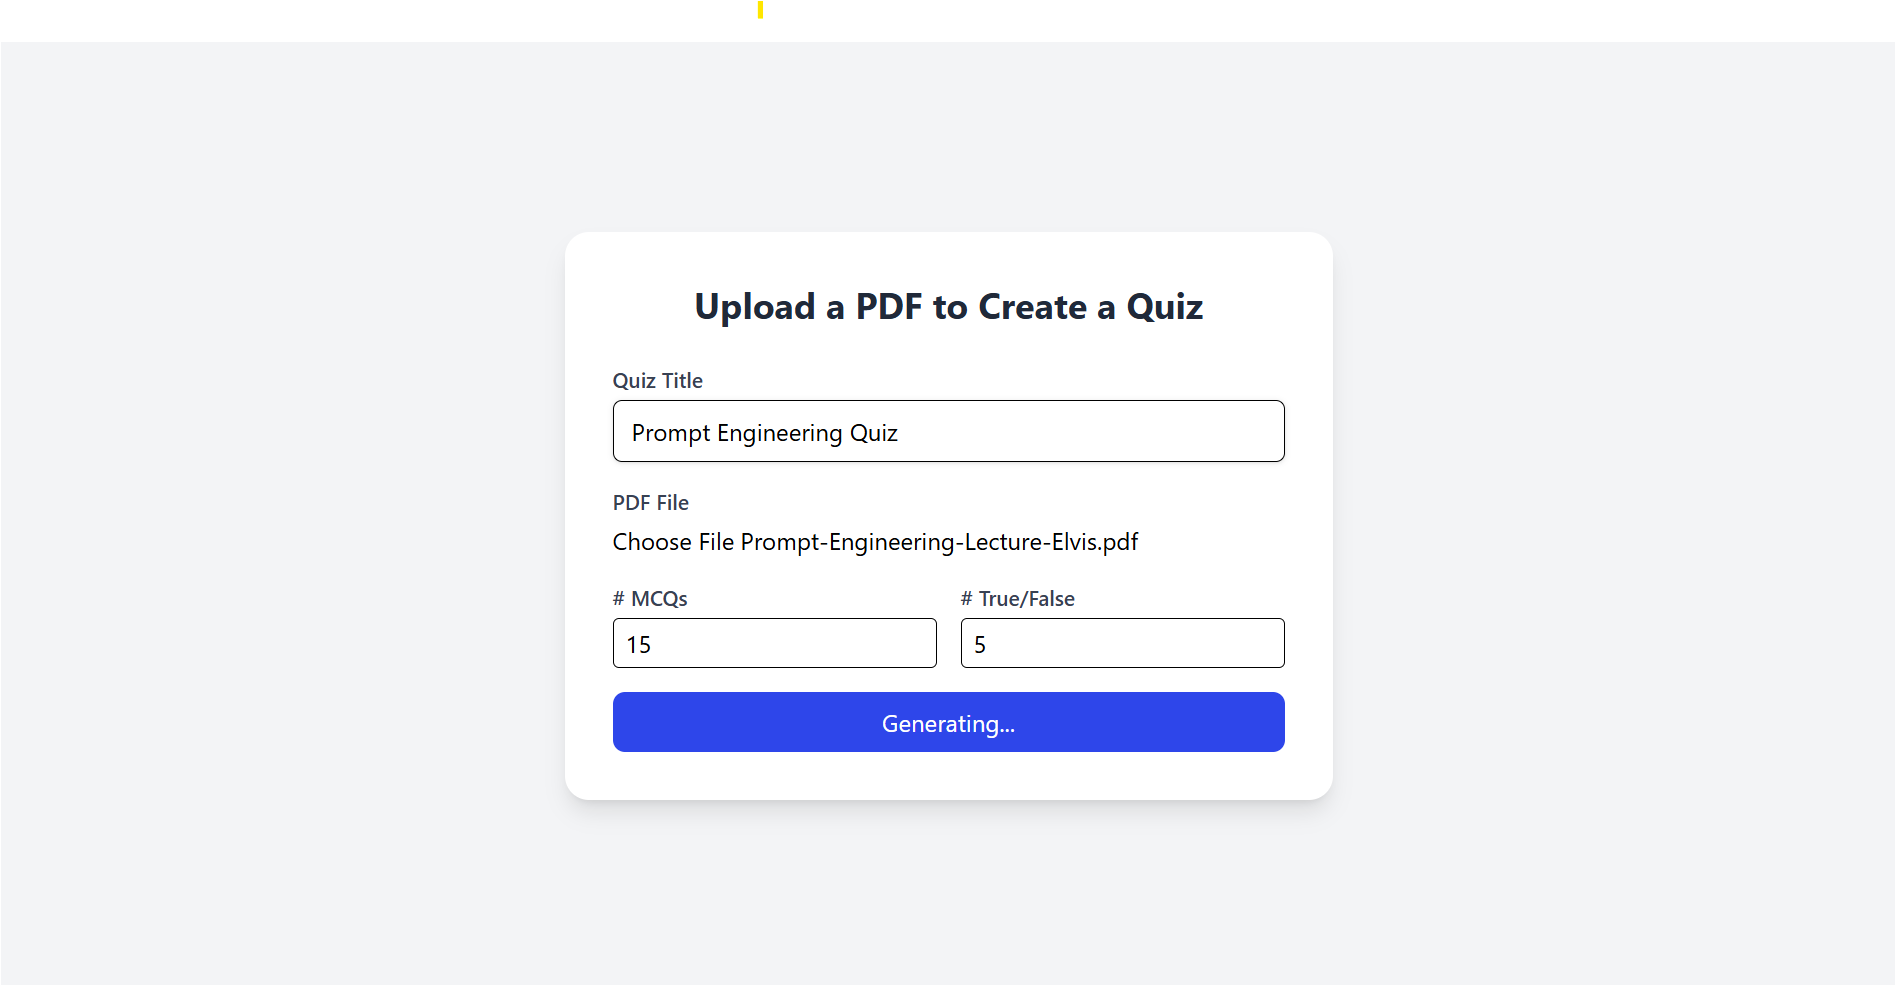 Upload a PDF to Create a Quiz
Quiz Title
Prompt Engineering Quiz
PDF File
Choose File Prompt-Engineering-Lecture-Elvis.pdf
# MCQs
# True/False
15
5
Generating...